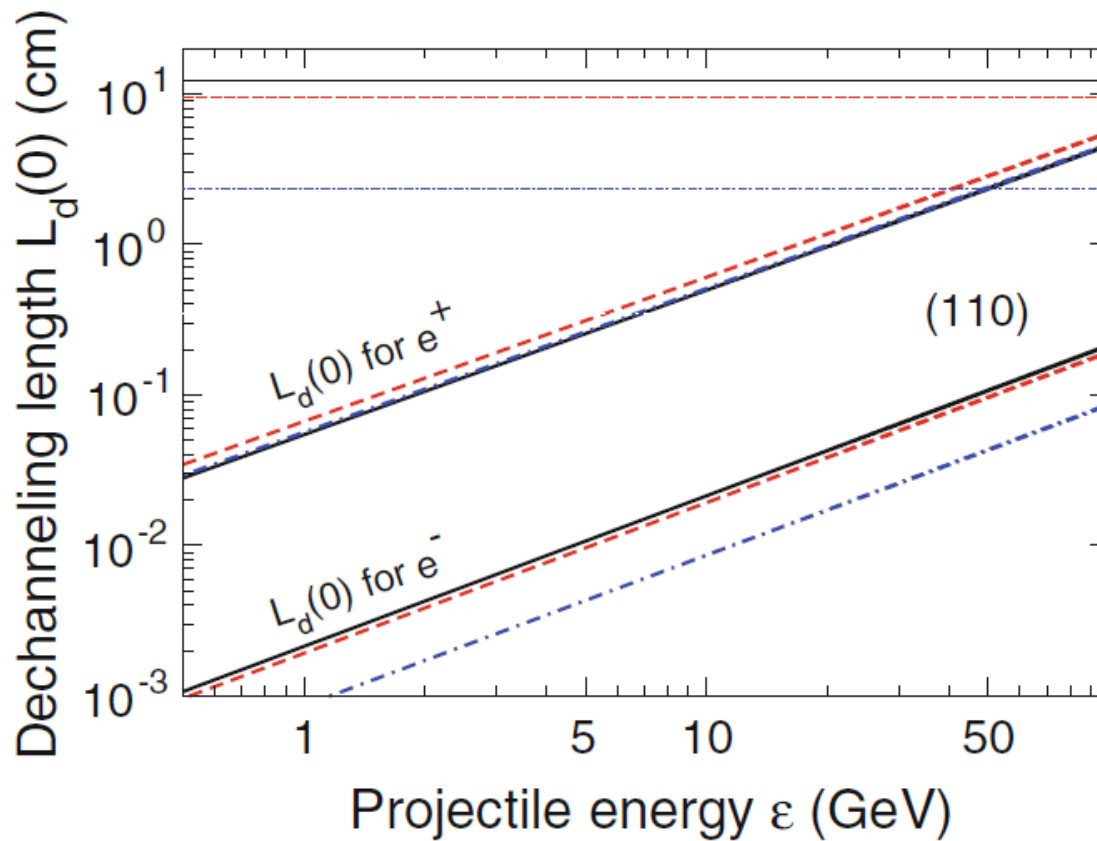 Dechanneling length L_d(0) (cm)
10^1
10^0
10^-1
10^-2
10^-3
L_d(0) for e^+
(110)
L_d(0) for e^-
1
5
10
50
Projectile energy ε (GeV)